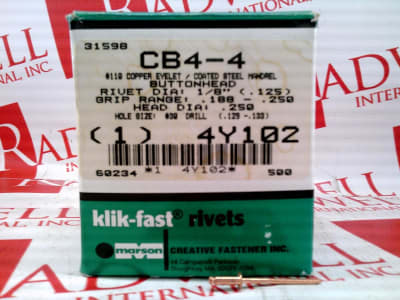 31598
CB4-4
#110 COPPER EYELET / COATED STEEL MANDREL
BUTTONHEAD
RIVET DIA: 1/8" (.125)
GRIP RANGE: .188 - .250
HEAD DIA: .250
HOLE SIZE: #30 DRILL (.129 -.133)
(1) 4Y102
60234 *1 4Y102* 500
klik-fast® rivets
marson
CREATIVE FASTENER INC.
RADWELL
INTERNATIONAL